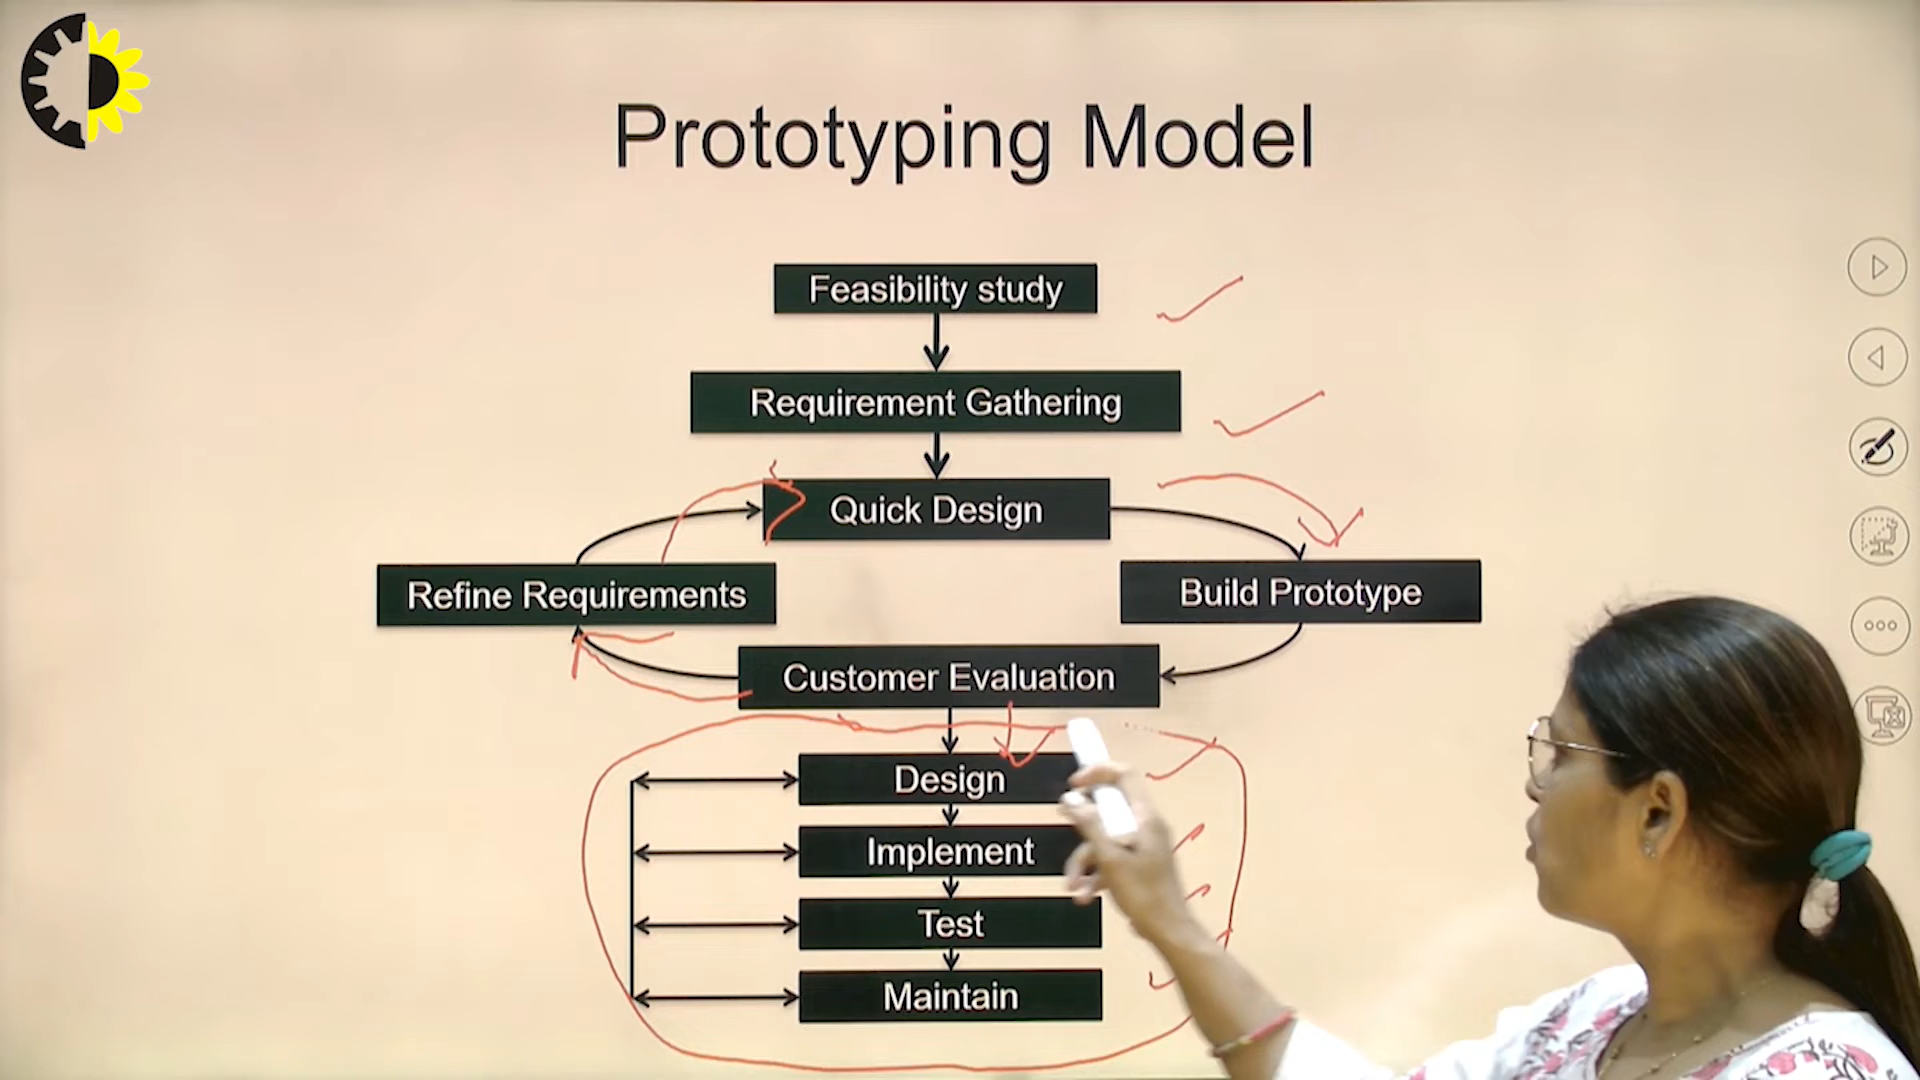 Prototyping Model
Feasibility study
Requirement Gathering
Quick Design
Refine Requirements
Build Prototype
Customer Evaluation
Design
Implement
Test
Maintain